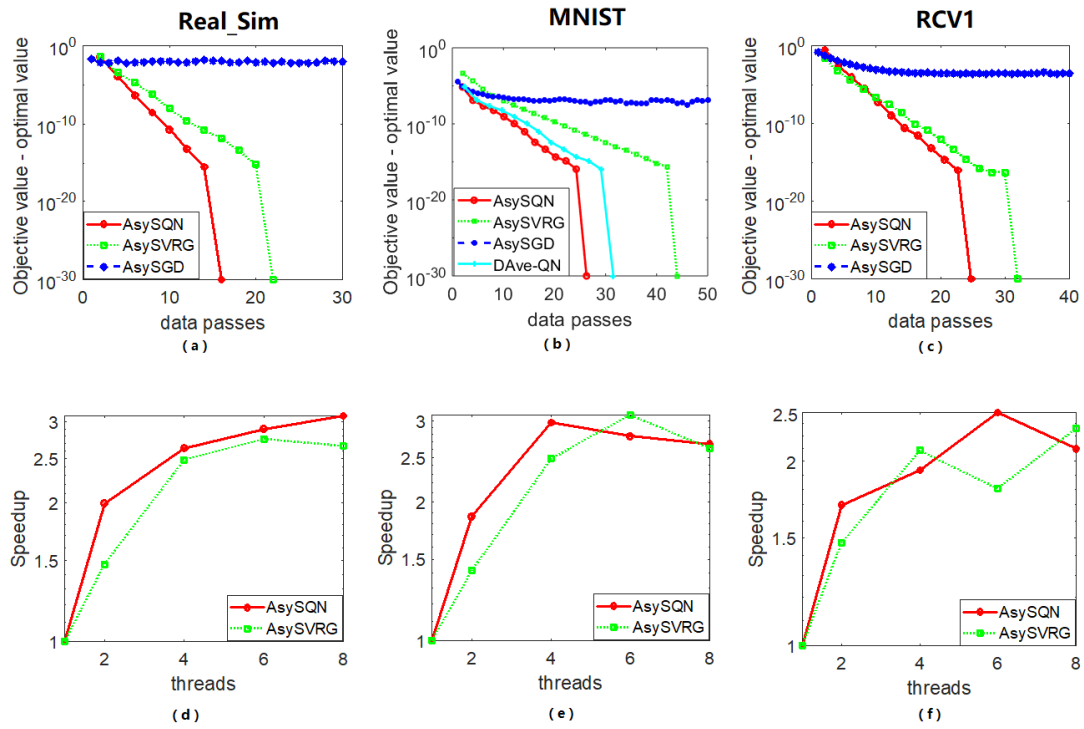 Real_Sim
MNIST
RCV1
Objective value - optimal value
10^0
10^-10
10^-20
10^-30
AsySQN
AsySVRG
AsySGD
0 10 20 30
data passes
( a )
Objective value - optimal value
10^0
10^-10
10^-20
10^-30
AsySQN
AsySVRG
AsySGD
DAve-QN
0 10 20 30 40 50
data passes
( b )
Objective value - optimal value
10^0
10^-10
10^-20
10^-30
AsySQN
AsySVRG
AsySGD
0 10 20 30 40
data passes
( c )
Speedup
3
2.5
2
1.5
1
AsySQN
AsySVRG
2 4 6 8
threads
( d )
Speedup
3
2.5
2
1.5
1
AsySQN
AsySVRG
2 4 6 8
threads
( e )
Speedup
2.5
2
1.5
1
AsySQN
AsySVRG
2 4 6 8
threads
( f )